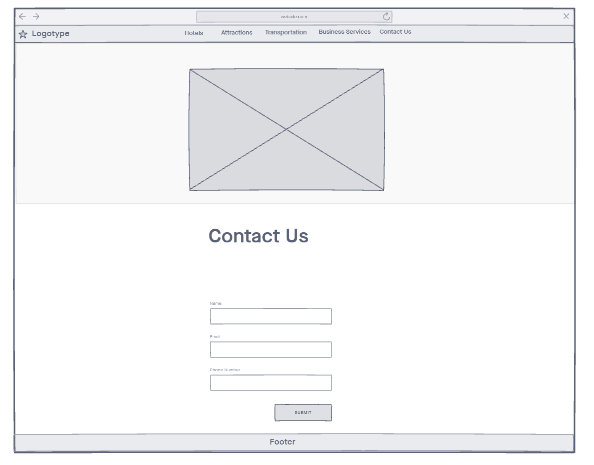 Logotype
Hotels Attractions Transportation Business Services Contact Us
Contact Us
Name
Email
Phone Number
SUBMIT
Footer